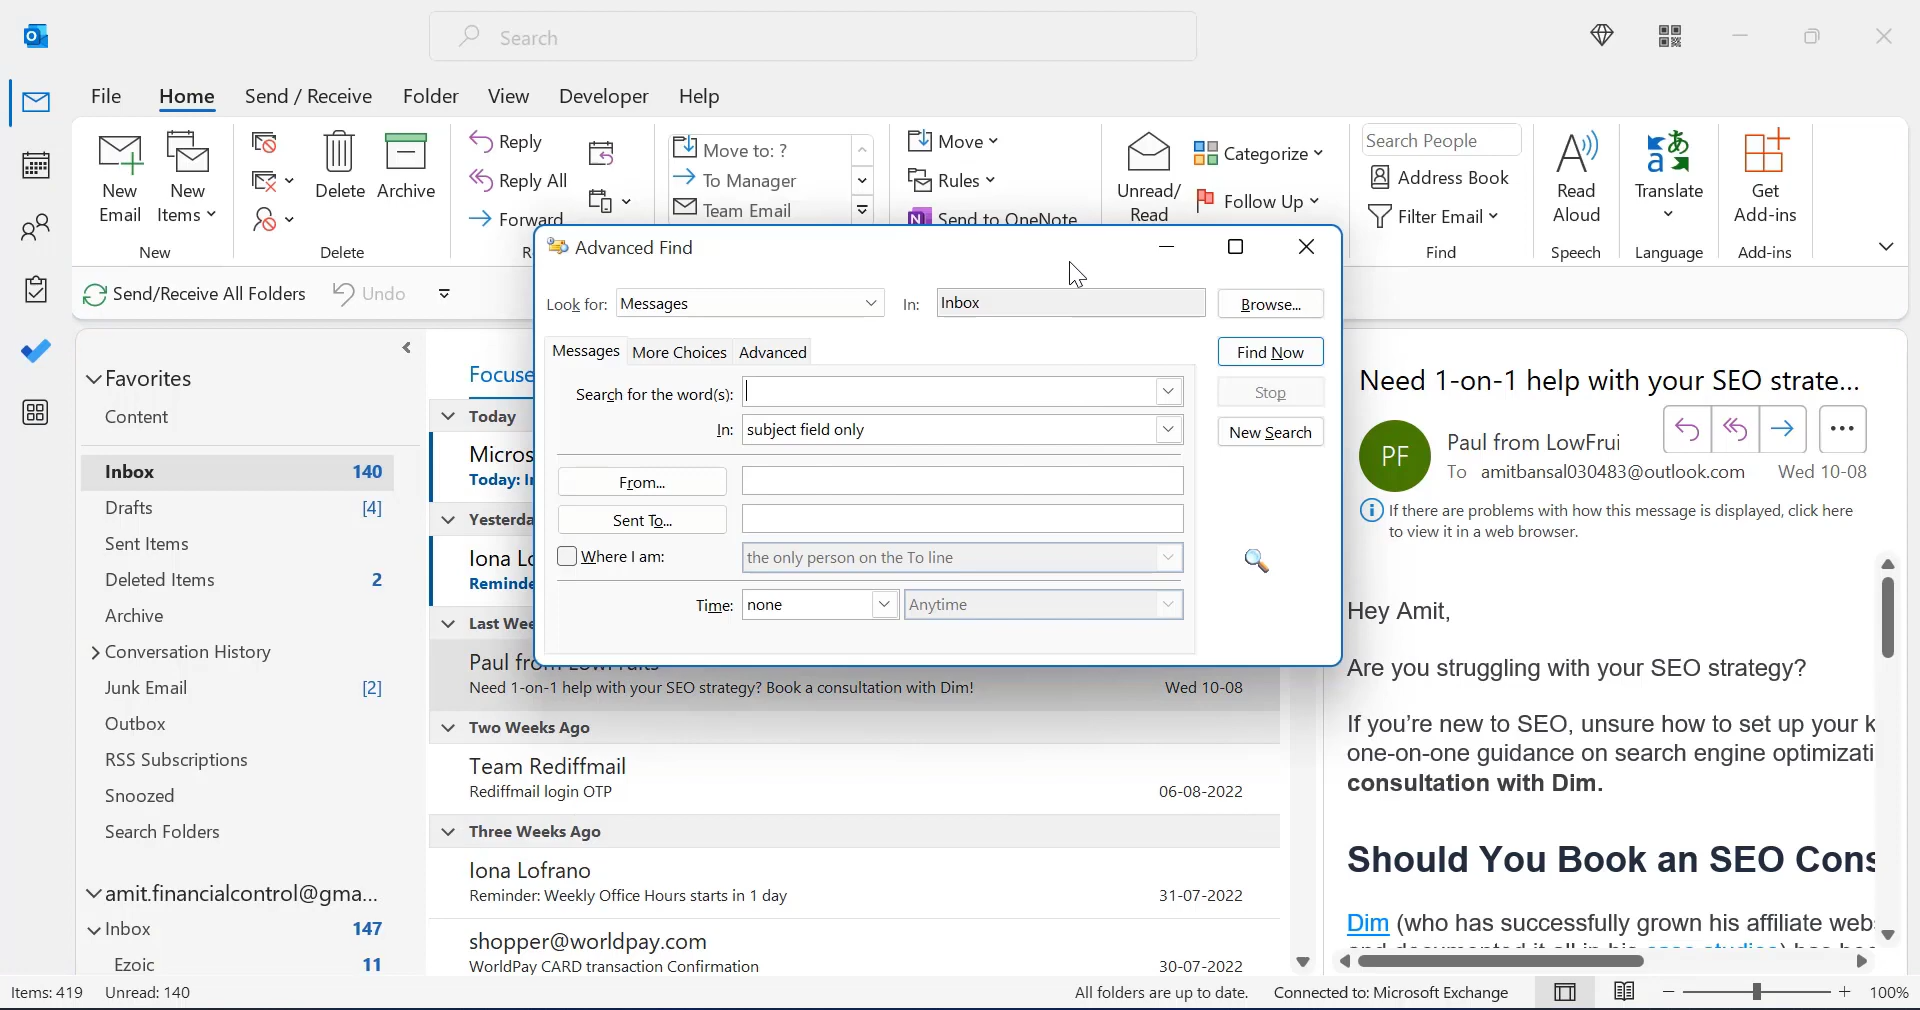 Search
File Home Send / Receive Folder View Developer Help
New Email
New Items
New
Delete
Archive
Delete
Reply
Reply All
Forward
Move to: ?
To Manager
Team Email
Move
Rules
Send to OneNote
Unread/ Read
Categorize
Follow Up
Search People
Address Book
Filter Email
Find
Read Aloud
Speech
Translate
Language
Get Add-ins
Add-ins
Send/Receive All Folders Undo
Favorites
Content
Inbox 140
Drafts [4]
Sent Items
Deleted Items 2
Archive
Conversation History
Junk Email [2]
Outbox
RSS Subscriptions
Snoozed
Search Folders
amit.financialcontrol@gma...
Inbox 147
Ezoic 11
Focuse
Today
Micros
Today: I
Yesterda
Iona Lo
Reminde
Last Wee
Paul from LowFruits
Need 1-on-1 help with your SEO strategy? Book a consultation with Dim! Wed 10-08
Two Weeks Ago
Team Rediffmail
Rediffmail login OTP 06-08-2022
Three Weeks Ago
Iona Lofrano
Reminder: Weekly Office Hours starts in 1 day 31-07-2022
shopper@worldpay.com
WorldPay CARD transaction Confirmation 30-07-2022
Advanced Find
Look for: Messages In: Inbox Browse...
Messages More Choices Advanced
Find Now
Search for the word(s):
Stop
In: subject field only
New Search
From...
Sent To...
Where I am: the only person on the To line
Time: none Anytime
Need 1-on-1 help with your SEO strate...
PF
Paul from LowFrui
To amitbansal030483@outlook.com Wed 10-08
If there are problems with how this message is displayed, click here
to view it in a web browser.
Hey Amit,
Are you struggling with your SEO strategy?
If you're new to SEO, unsure how to set up your k
one-on-one guidance on search engine optimizati
consultation with Dim.
Should You Book an SEO Cons
Dim (who has successfully grown his affiliate web
Items: 419 Unread: 140 All folders are up to date. Connected to: Microsoft Exchange 100%